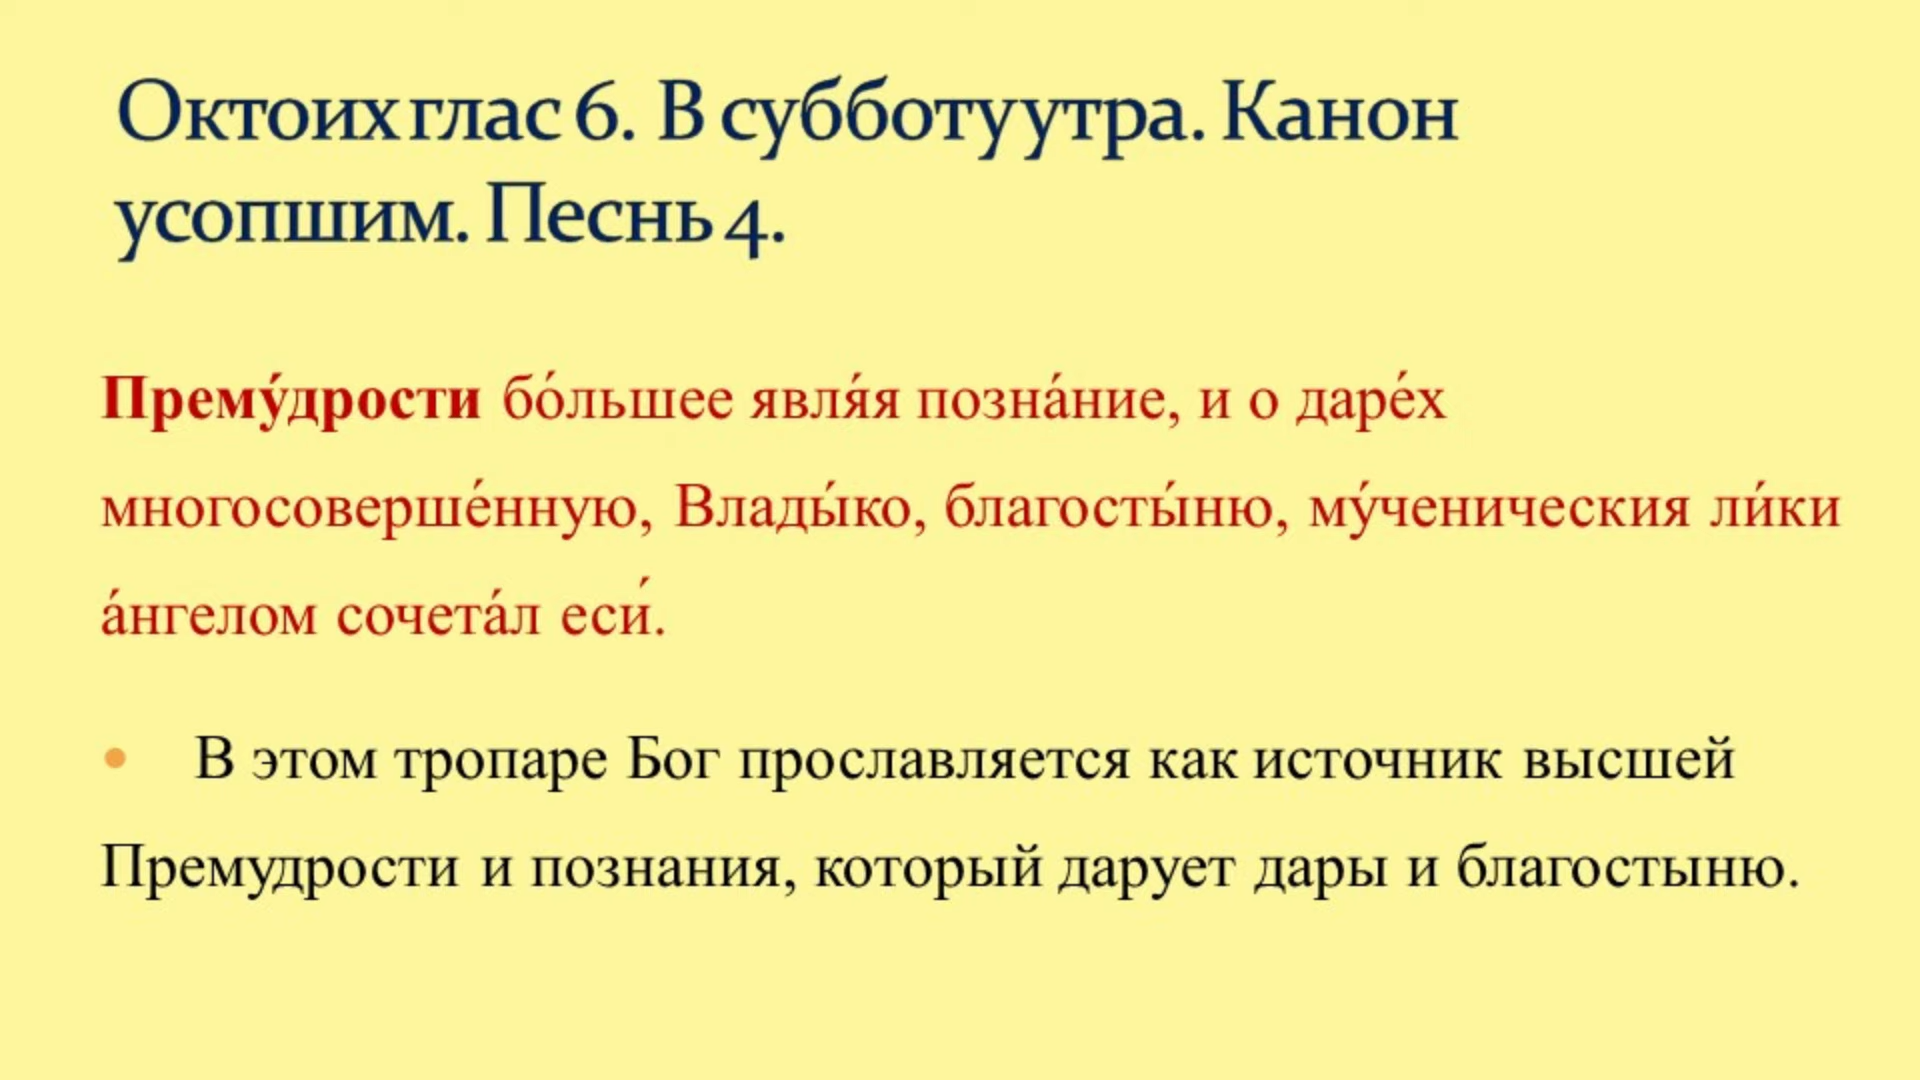 Октоих глас 6. В субботу утра. Канон
усопшим. Песнь 4.
Прему́дрости бо́льшее явля́я позна́ние, и о даре́х
многосоверше́нную, Влады́ко, благосты́ню, му́ченическия ли́ки
а́нгелом сочета́л еси́.
• В этом тропаре Бог прославляется как источник высшей
Премудрости и познания, который дарует дары и благостыню.